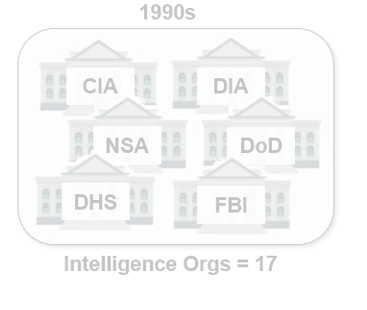 1990s
CIA
DIA
NSA
DoD
DHS
FBI
Intelligence Orgs = 17